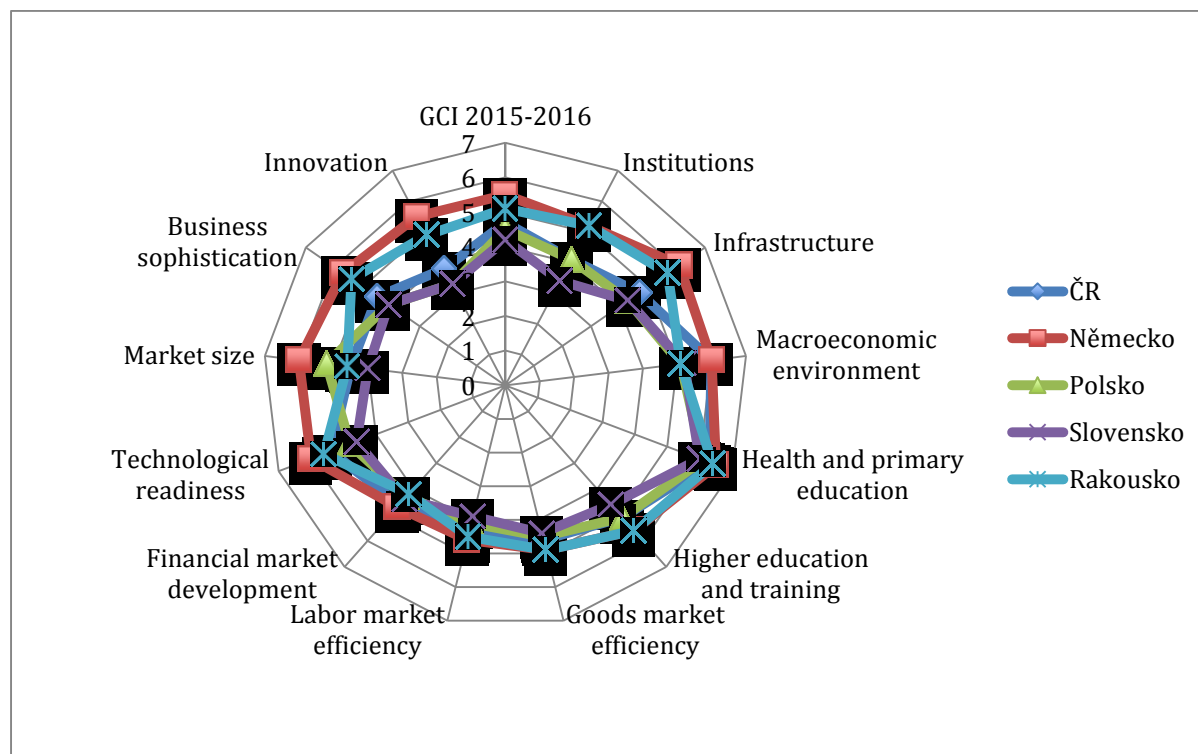 GCI 2015-2016
7
6
5
4
3
2
1
0
Institutions
Infrastructure
Macroeconomic
environment
Health and primary
education
Higher education
and training
Goods market
efficiency
Labor market
efficiency
Financial market
development
Technological
readiness
Market size
Business
sophistication
Innovation
ČR
Německo
Polsko
Slovensko
Rakousko